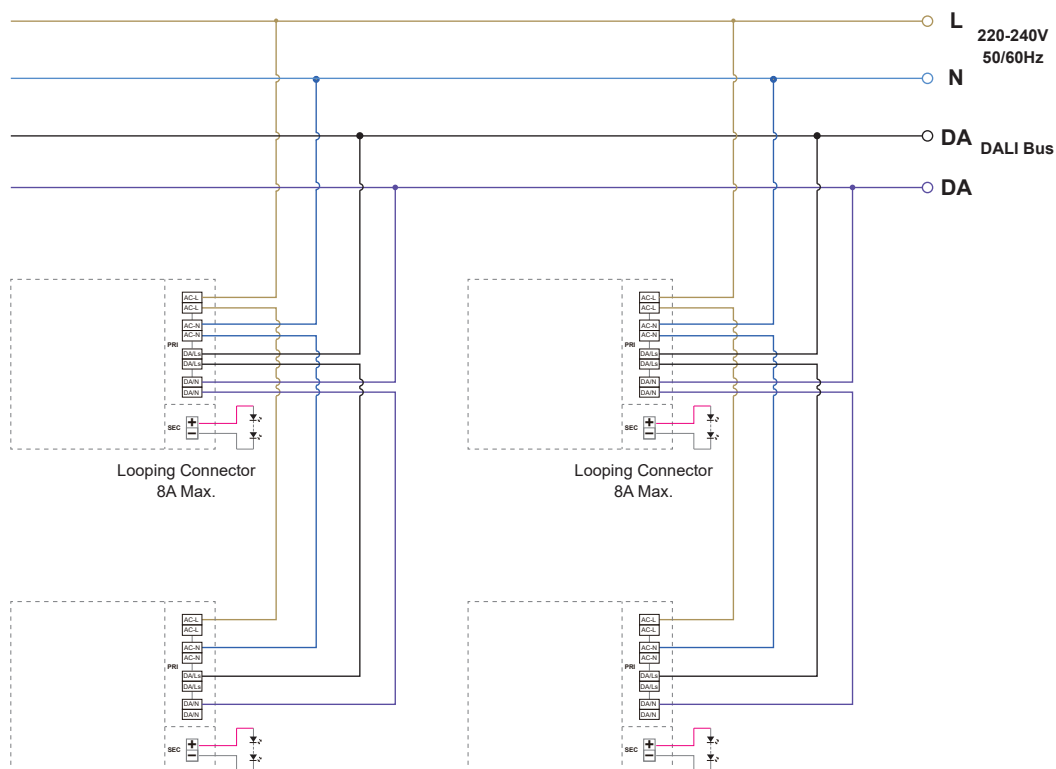 L
220-240V
50/60Hz
N
DA
DALI Bus
DA
AC-L
AC-L
AC-N
AC-N
PRI
DA/Ls
DA/Ls
DA/N
DA/N
SEC
+
−
Looping Connector
8A Max.
AC-L
AC-L
AC-N
AC-N
PRI
DA/Ls
DA/Ls
DA/N
DA/N
SEC
+
−
Looping Connector
8A Max.
AC-L
AC-L
AC-N
AC-N
PRI
DA/Ls
DA/Ls
DA/N
DA/N
SEC
+
−
AC-L
AC-L
AC-N
AC-N
PRI
DA/Ls
DA/Ls
DA/N
DA/N
SEC
+
−